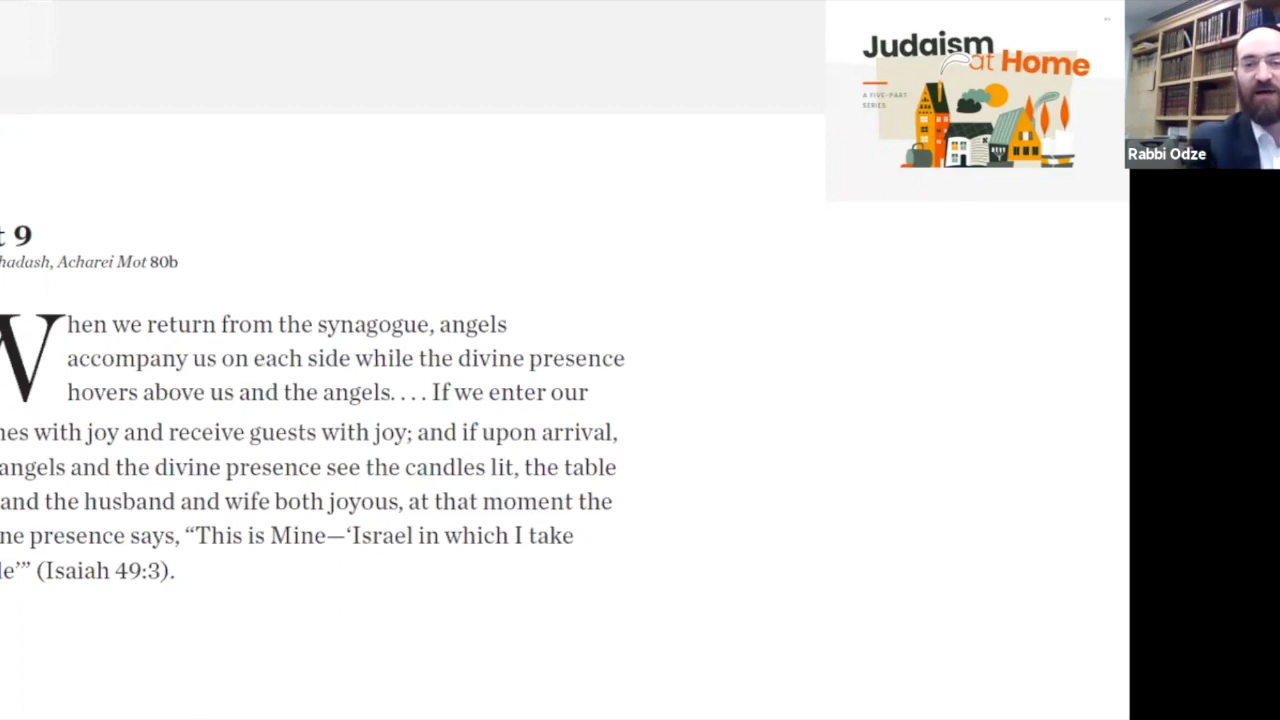 Judaism
at Home
A FIVE-PART
SERIES
Rabbi Odze
t 9
hadash, Acharei Mot 80b
When we return from the synagogue, angels
accompany us on each side while the divine presence
hovers above us and the angels. . . . If we enter our
nes with joy and receive guests with joy; and if upon arrival,
angels and the divine presence see the candles lit, the table
and the husband and wife both joyous, at that moment the
ne presence says, “This is Mine—‘Israel in which I take
le’” (Isaiah 49:3).